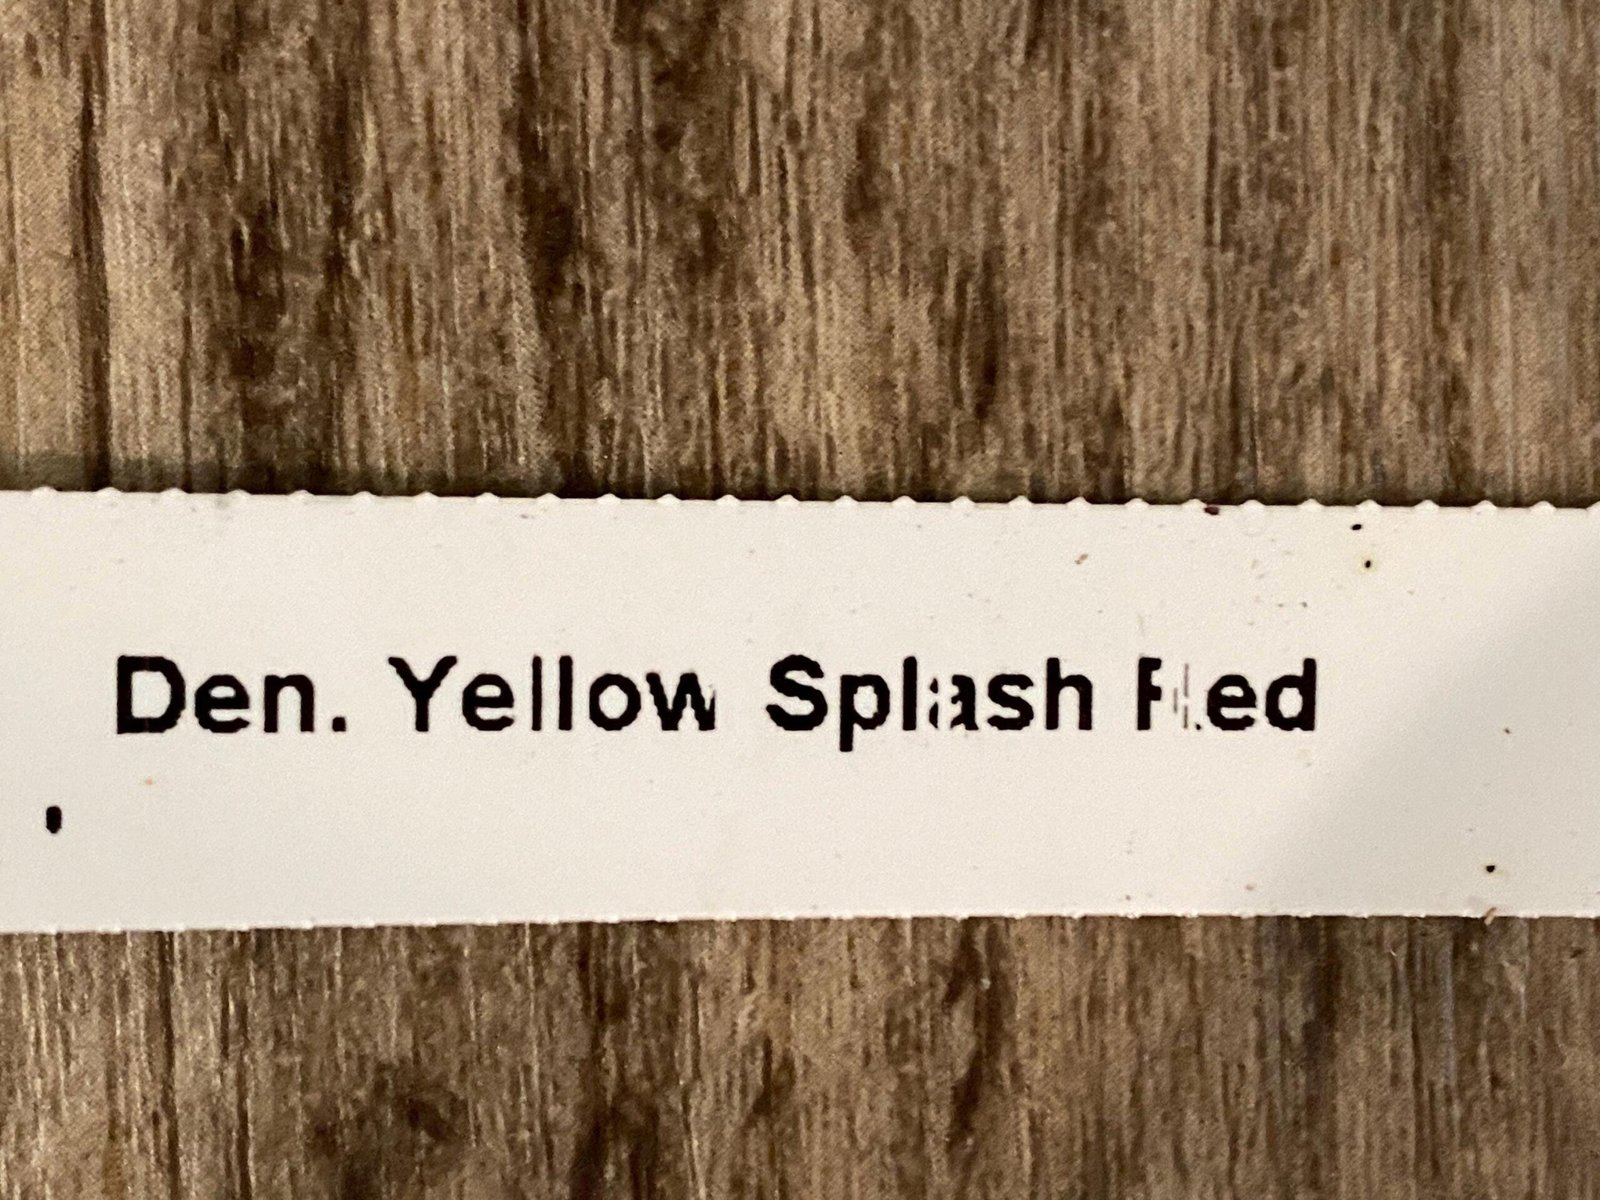 Den. Yellow Splash Red